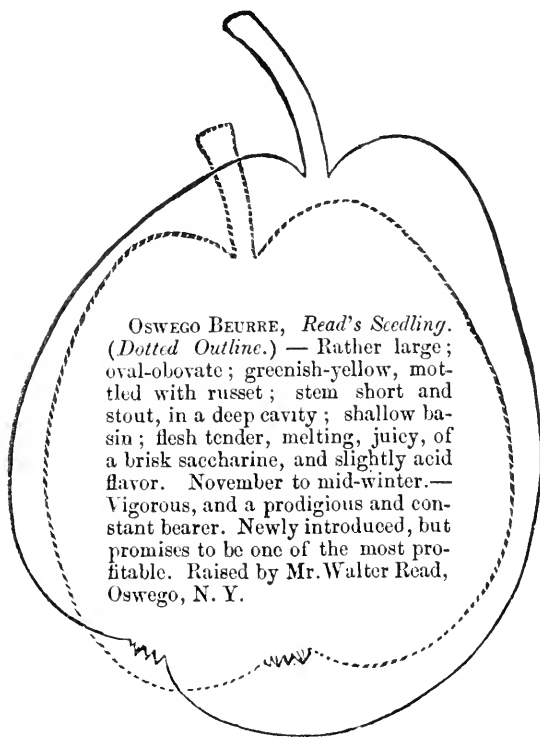 OSWEGO BEURRE, Read's Seedling.
(Dotted Outline.) — Rather large;
oval-obovate; greenish-yellow, mot-
tled with russet; stem short and
stout, in a deep cavity; shallow ba-
sin; flesh tender, melting, juicy, of
a brisk saccharine, and slightly acid
flavor. November to mid-winter.—
Vigorous, and a prodigious and con-
stant bearer. Newly introduced, but
promises to be one of the most pro-
fitable. Raised by Mr. Walter Read,
Oswego, N. Y.